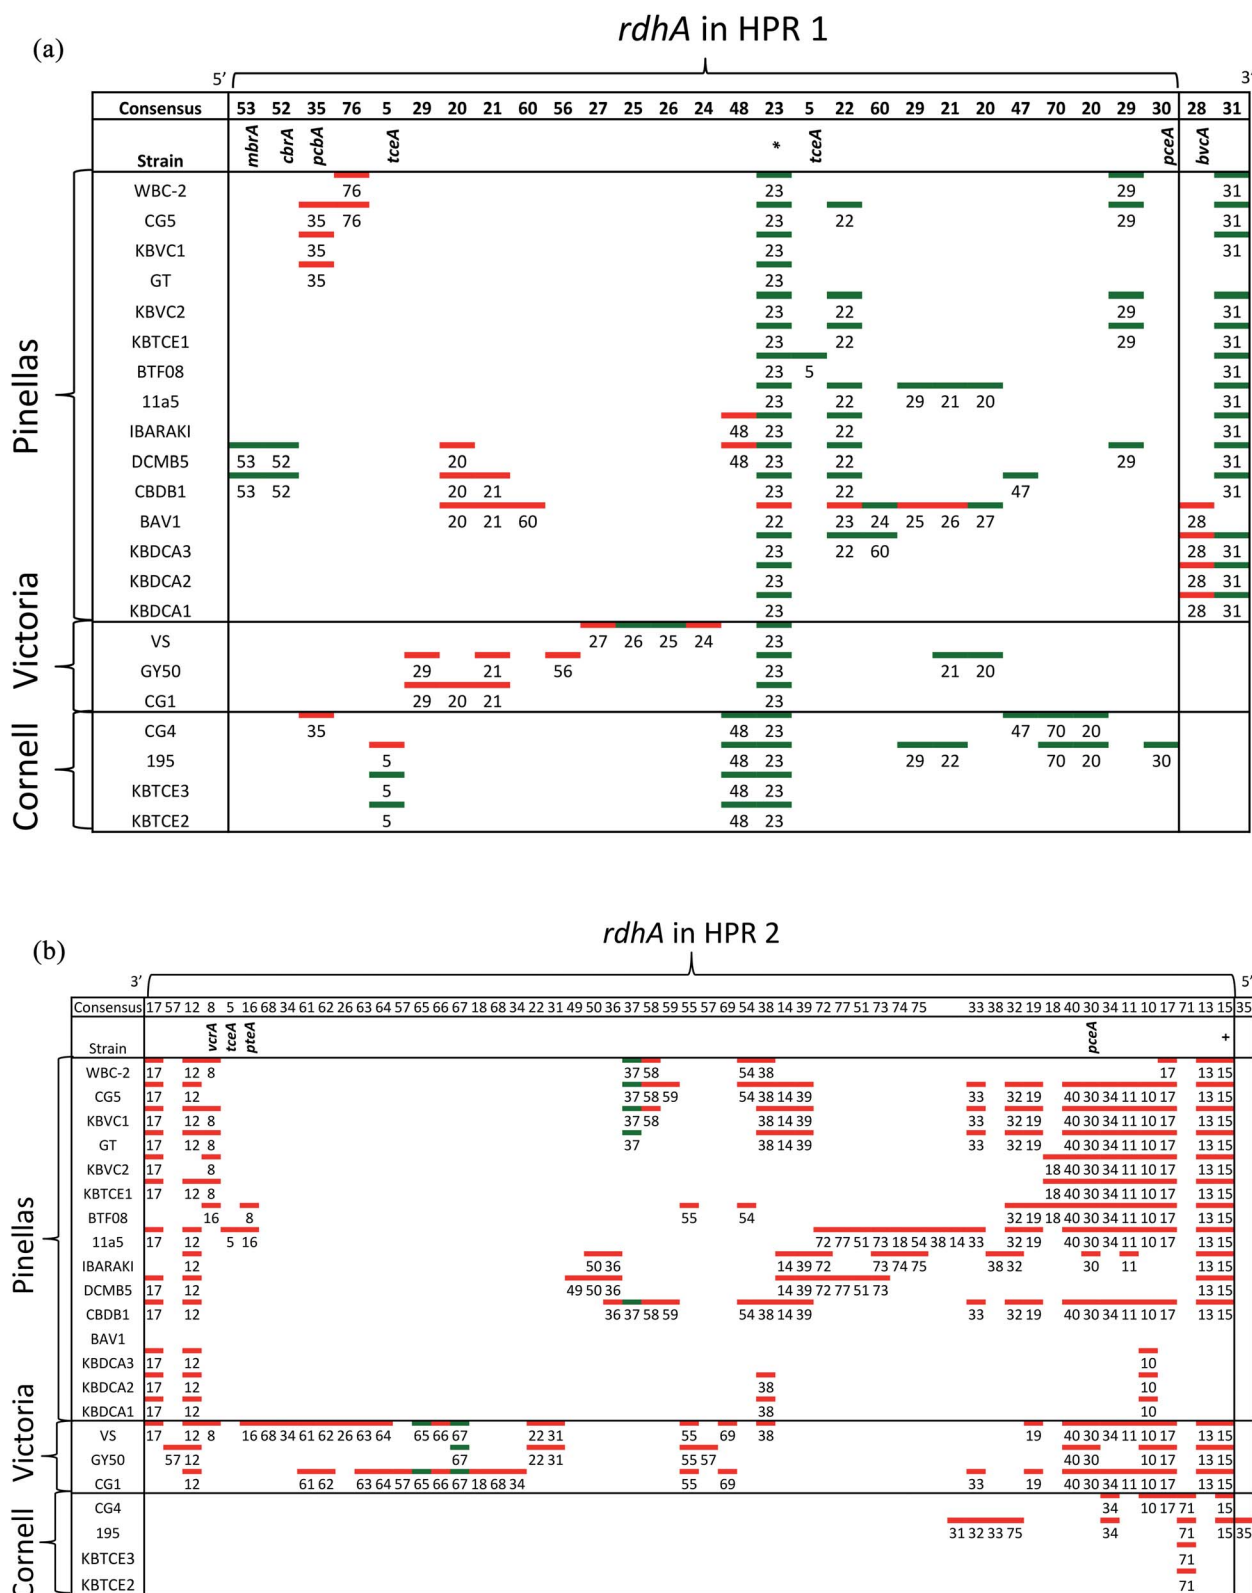 (a)
rdhA in HPR 1
5’ 3’
Consensus 53 52 35 76 5 29 20 21 60 56 27 25 26 24 48 23 5 22 60 29 21 20 47 70 20 29 30 28 31
Strain mbrA cbrA pcbA tceA * tceA pceA bvcA
Pinellas
WBC-2 76 23 29 31
CG5 35 76 23 22 29 31
KBVC1 35 23 31
GT 35 23
KBVC2 23 22 29 31
KBTCE1 23 22 29 31
BTF08 23 5 31
11a5 23 22 29 21 20 31
IBARAKI 48 23 22 31
DCMB5 53 52 20 48 23 22 29 31
CBDB1 53 52 20 21 23 22 47 31
BAV1 20 21 60 22 23 24 25 26 27 28
KBDCA3 23 22 60 28 31
KBDCA2 23 28 31
KBDCA1 23 28 31
Victoria
VS 27 26 25 24 23
GY50 29 21 56 23 21 20
CG1 29 20 21 23
Cornell
CG4 35 48 23 47 70 20
195 5 48 23 29 22 70 20 30
KBTCE3 5 48 23
KBTCE2 5 48 23
(b)
rdhA in HPR 2
3’ 5’
Consensus 17 57 12 8 5 16 68 34 61 62 26 63 64 57 65 66 67 18 68 34 22 31 49 50 36 37 58 59 55 57 69 54 38 14 39 72 77 51 73 74 75 33 38 32 19 18 40 30 34 11 10 17 71 13 15 35
Strain vcrA tceA pteA pceA +
Pinellas
WBC-2 17 12 8 37 58 54 38 17 13 15
CG5 17 12 37 58 59 54 38 14 39 33 32 19 40 30 34 11 10 17 13 15
KBVC1 17 12 8 37 58 38 14 39 33 32 19 40 30 34 11 10 17 13 15
GT 17 12 8 37 38 14 39 33 32 19 40 30 34 11 10 17 13 15
KBVC2 17 8 18 40 30 34 11 10 17 13 15
KBTCE1 17 12 8 18 40 30 34 11 10 17 13 15
BTF08 16 8 55 54 32 19 18 40 30 34 11 10 17 13 15
11a5 17 12 5 16 72 77 51 73 18 54 38 14 33 32 19 40 30 34 11 10 17 13 15
IBARAKI 12 50 36 14 39 72 73 74 75 38 32 30 11 13 15
DCMB5 17 12 49 50 36 14 39 72 77 51 73 13 15
CBDB1 17 12 36 37 58 59 54 38 14 39 33 32 19 40 30 34 11 10 17 13 15
BAV1
KBDCA3 17 12 10
KBDCA2 17 12 38 10
KBDCA1 17 12 38 10
Victoria
VS 17 12 8 16 68 34 61 62 26 63 64 65 66 67 22 31 55 69 38 19 40 30 34 11 10 17 13 15
GY50 57 12 67 22 31 55 57 40 30 10 17 13 15
CG1 12 61 62 63 64 57 65 66 67 18 68 34 55 69 33 19 40 30 34 11 10 17 13 15
Cornell
CG4 34 10 17 71 15
195 31 32 33 75 34 71 15 35
KBTCE3 71
KBTCE2 71